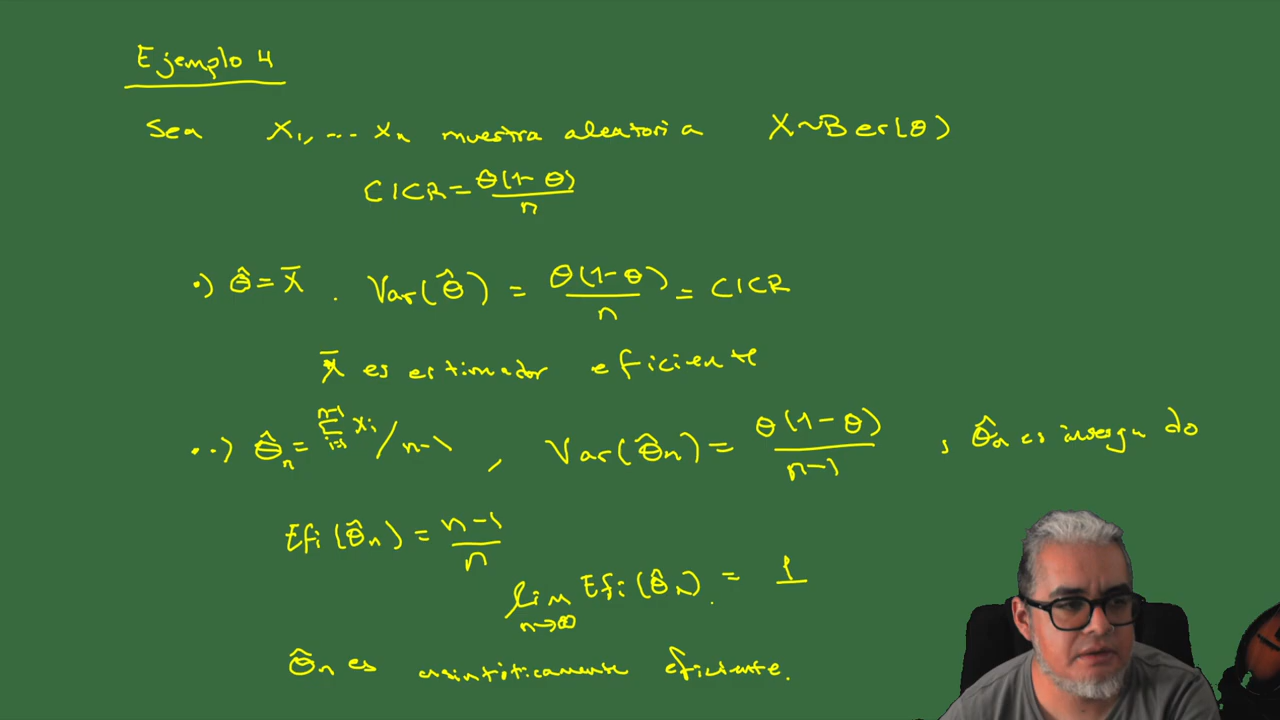 Ejemplo 4
Sea X₁, ... Xₙ muestra aleatoria X~Ber(θ)
CICR = θ(1-θ)/n
·) θ̂ = X̄ . Var(θ̂) = θ(1-θ)/n = CICR
X̄ es estimador eficiente
··) θ̂ₙ = Σᵢ₌₁ⁿ⁻¹ Xᵢ / n-1 , Var(θ̂ₙ) = θ(1-θ)/n-1 , θ̂ₙ es insesgado
Efi(θ̂ₙ) = n-1/n
lim n→∞ Efi(θ̂ₙ) = 1
θ̂ₙ es asintóticamente eficiente.